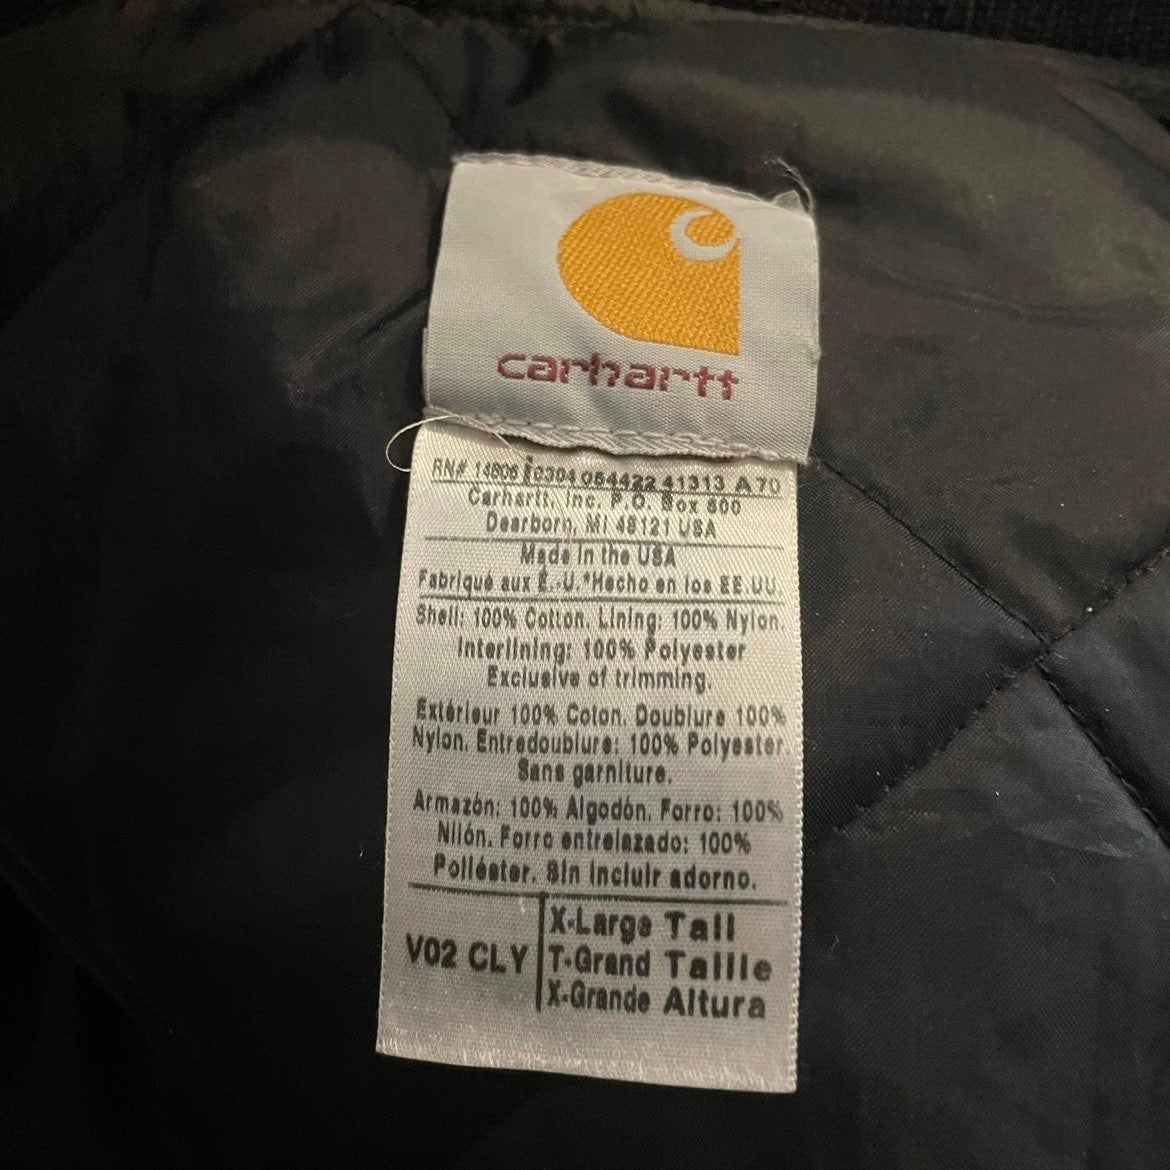 carhartt
RN# 14806 0304 054422 41313 A 70
Carhartt, Inc. P.O. Box 600
Dearborn, MI 48121 USA
Made in the USA
Fabriqué aux É.-U.*Hecho en los EE.UU
Shell: 100% Cotton. Lining: 100% Nylon.
Interlining: 100% Polyester
Exclusive of trimming.
Extérieur 100% Coton. Doublure 100%
Nylon. Entredoublure: 100% Polyester.
Sans garniture.
Armazón: 100% Algodón. Forro: 100%
Nilón. Forro entrelazado: 100%
Poliéster. Sin incluir adorno.
V02 CLY
X-Large Tall
T-Grand Taille
X-Grande Altura